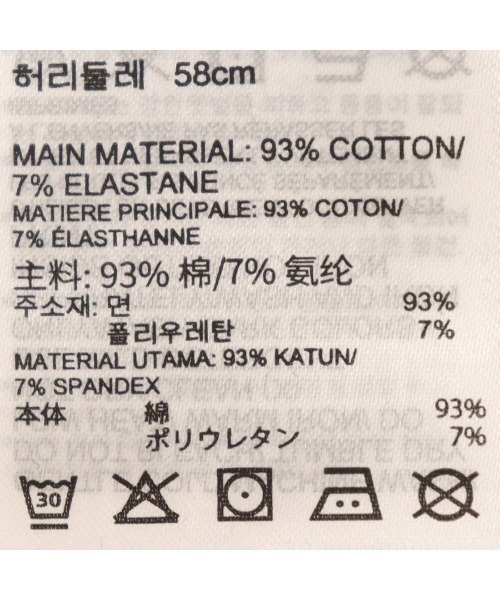 허리둘레 58cm
MAIN MATERIAL: 93% COTTON/
7% ELASTANE
MATIERE PRINCIPALE: 93% COTON/
7% ÉLASTHANNE
主料: 93% 棉/7% 氨纶
주소재: 면 93%
폴리우레탄 7%
MATERIAL UTAMA: 93% KATUN/
7% SPANDEX
本体 綿 93%
ポリウレタン 7%
30